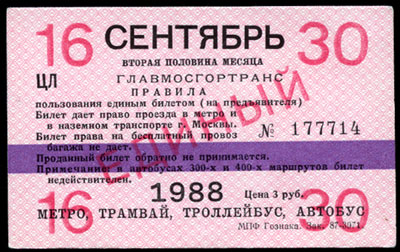 16 СЕНТЯБРЬ 30
ВТОРАЯ ПОЛОВИНА МЕСЯЦА
ЦЛ ГЛАВМОСГОРТРАНС
ПРАВИЛА
пользования единым билетом (на предъявителя)
Билет дает право проезда в метро и
в наземном транспорте г. Москвы.
Билет права на бесплатный провоз
багажа не дает.
№ 177714
ЕДИНЫЙ
Проданный билет обратно не принимается.
Примечание: в автобусах 300-х и 400-х маршрутов билет
недействителен.
16 1988 Цена 3 руб. 30
МЕТРО, ТРАМВАЙ, ТРОЛЛЕЙБУС, АВТОБУС
МПФ Гознака. Зак.